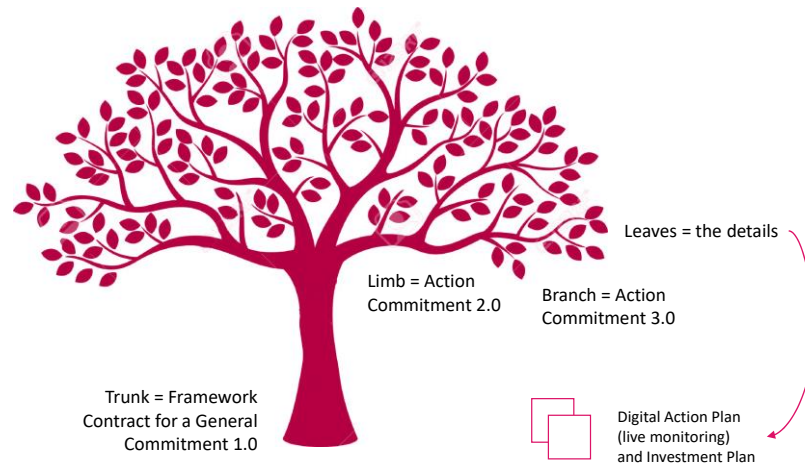 Leaves = the details
Limb = Action
Commitment 2.0
Branch = Action
Commitment 3.0
Trunk = Framework
Contract for a General
Commitment 1.0
Digital Action Plan
(live monitoring)
and Investment Plan